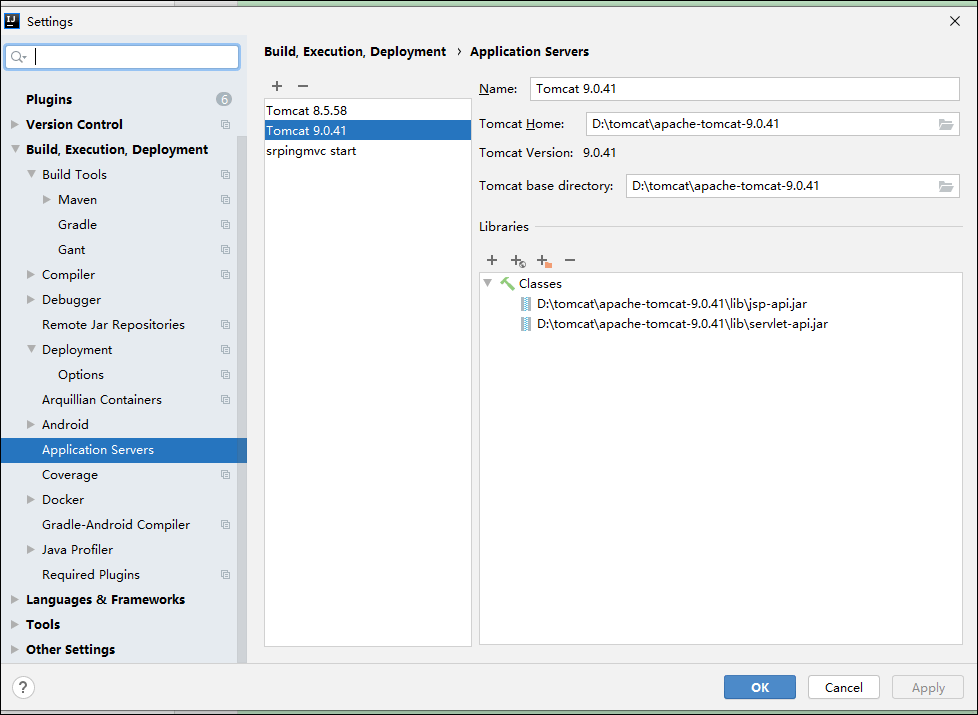 Settings
Plugins 6
Version Control
Build, Execution, Deployment
Build Tools
Maven
Gradle
Gant
Compiler
Debugger
Remote Jar Repositories
Deployment
Options
Arquillian Containers
Android
Application Servers
Coverage
Docker
Gradle-Android Compiler
Java Profiler
Required Plugins
Languages & Frameworks
Tools
Other Settings
Build, Execution, Deployment › Application Servers
Tomcat 8.5.58
Tomcat 9.0.41
srpingmvc start
Name: Tomcat 9.0.41
Tomcat Home: D:\tomcat\apache-tomcat-9.0.41
Tomcat Version: 9.0.41
Tomcat base directory: D:\tomcat\apache-tomcat-9.0.41
Libraries
Classes
D:\tomcat\apache-tomcat-9.0.41\lib\jsp-api.jar
D:\tomcat\apache-tomcat-9.0.41\lib\servlet-api.jar
? OK Cancel Apply